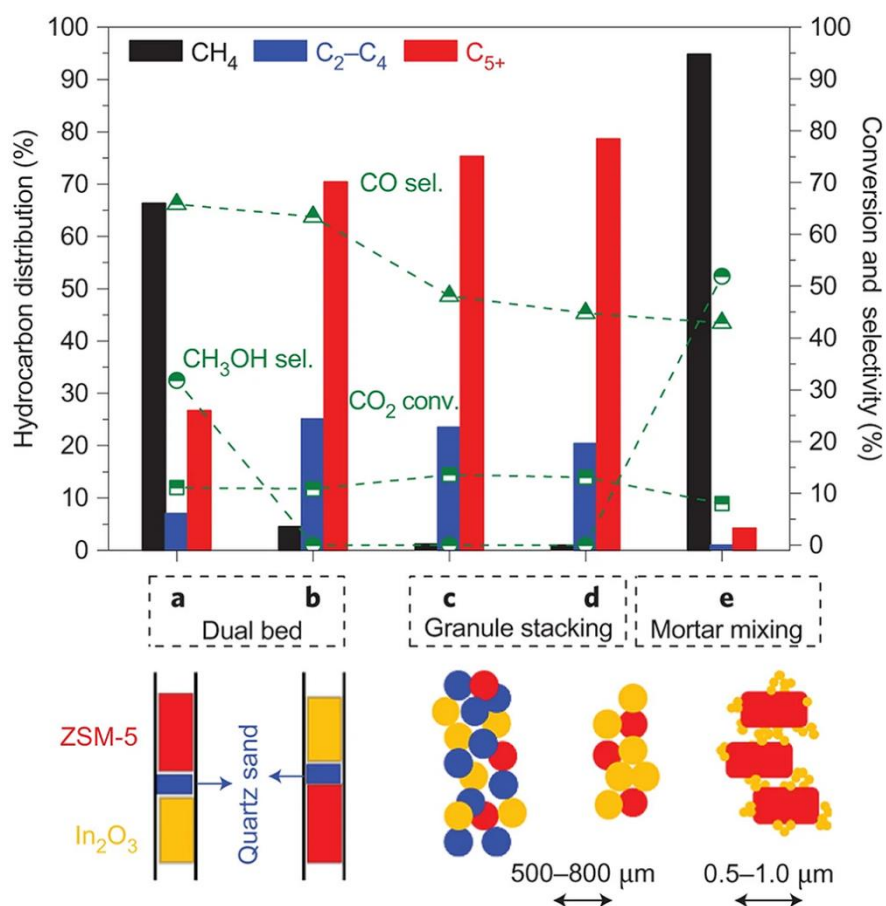 CH4 C2–C4 C5+
Hydrocarbon distribution (%)
100
90
80
70
60
50
40
30
20
10
0
CO sel.
CH3OH sel.
CO2 conv.
100
90
80
70
60
50
40
30
20
10
0
Conversion and selectivity (%)
a b c d e
Dual bed Granule stacking Mortar mixing
ZSM-5
In2O3
Quartz sand
500–800 μm 0.5–1.0 μm